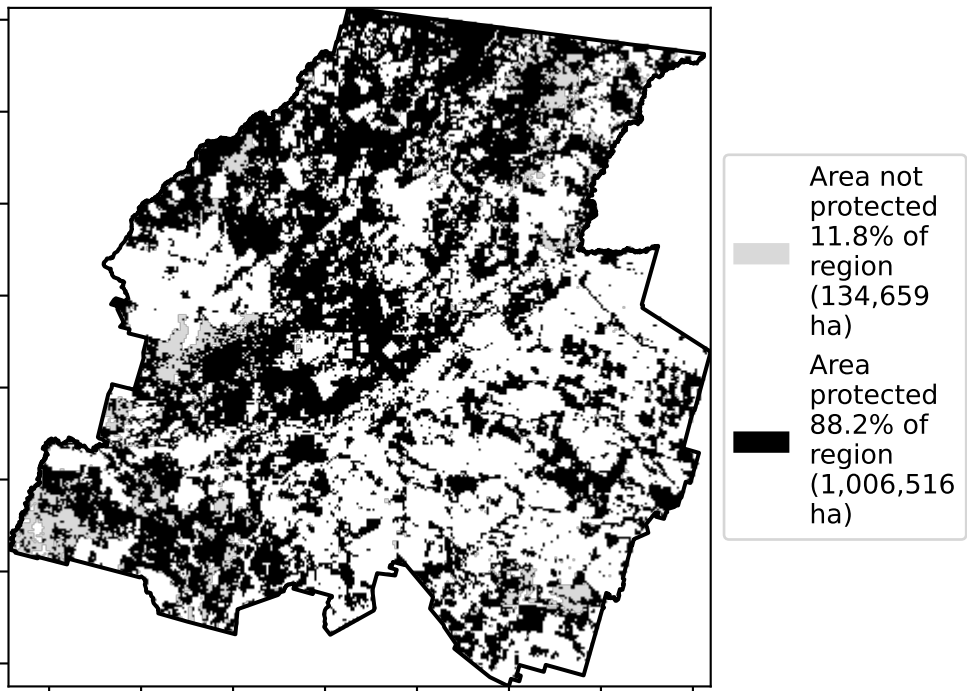 Area not
protected
11.8% of
region
(134,659
ha)
Area
protected
88.2% of
region
(1,006,516
ha)